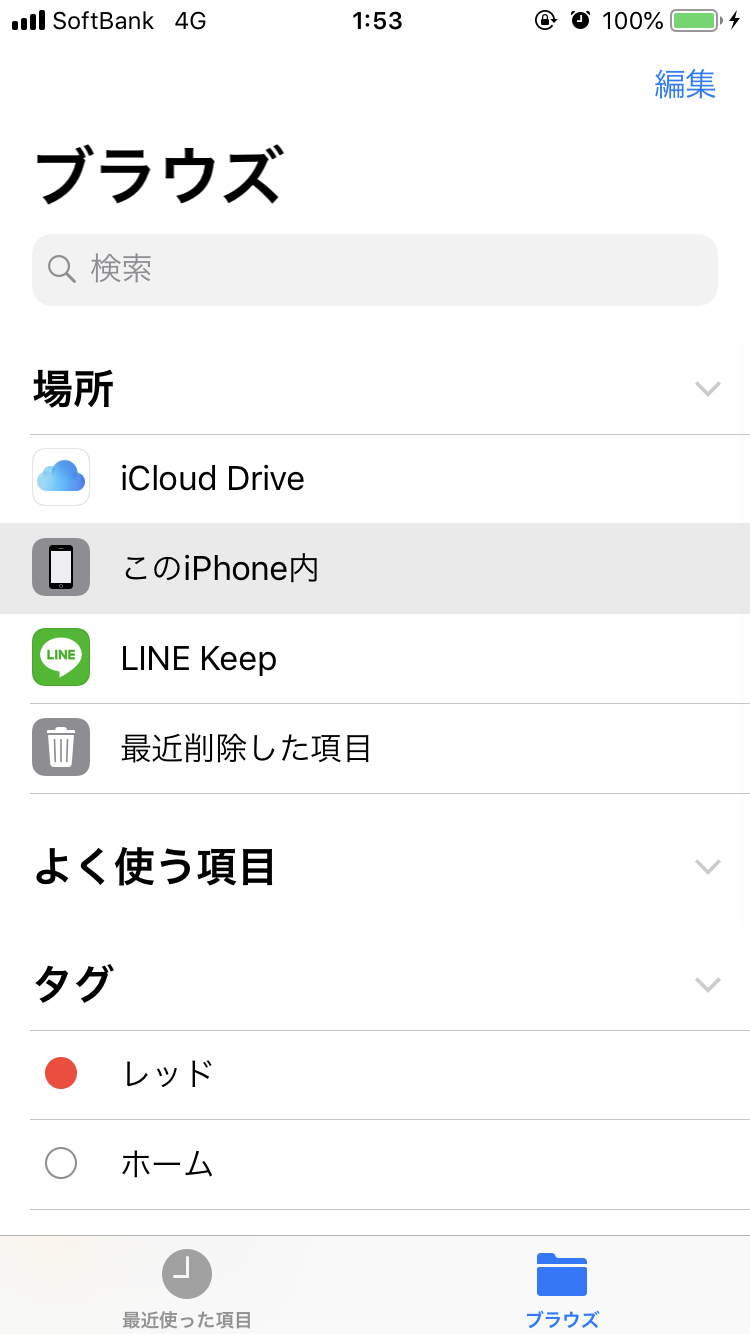 SoftBank 4G 1:53 100%
編集
ブラウズ
検索
場所
iCloud Drive
このiPhone内
LINE
LINE Keep
最近削除した項目
よく使う項目
タグ
レッド
ホーム
最近使った項目 ブラウズ